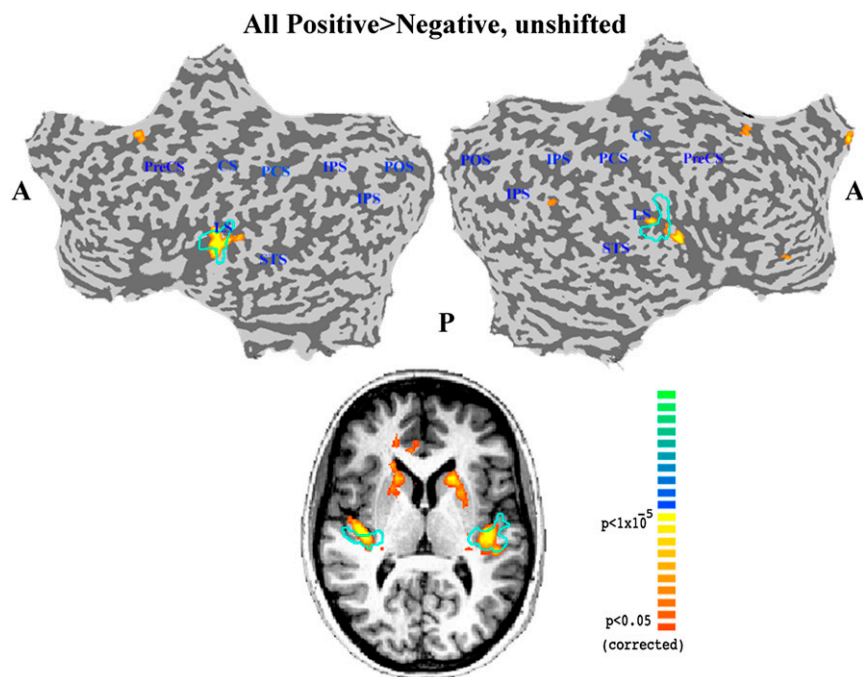 All Positive>Negative, unshifted
CS
PreCS CS PCS IPS POS
POS IPS PCS PreCS
A
A
IPS
IPS
LS
LS
STS
STS
P
p<1x10-5
p<0.05
(corrected)